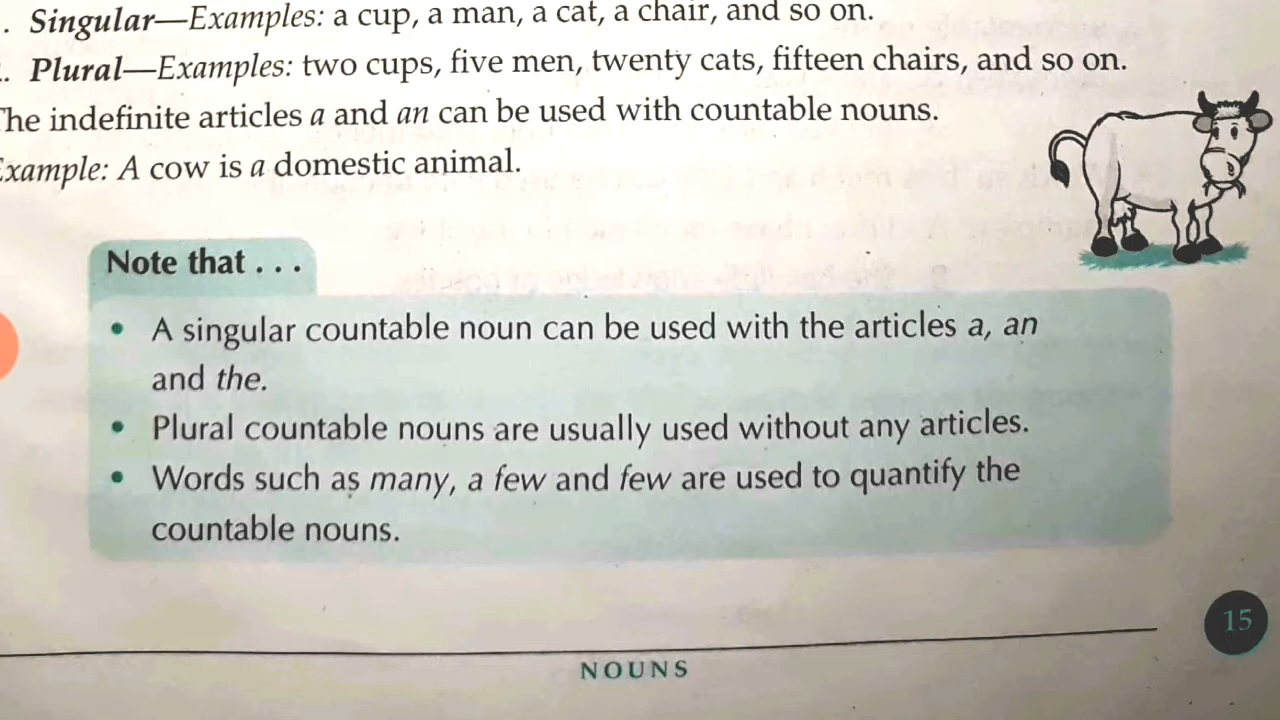 . Singular—Examples: a cup, a man, a cat, a chair, and so on.
. Plural—Examples: two cups, five men, twenty cats, fifteen chairs, and so on.
The indefinite articles a and an can be used with countable nouns.
Example: A cow is a domestic animal.
Note that . . .
• A singular countable noun can be used with the articles a, an
and the.
• Plural countable nouns are usually used without any articles.
• Words such as many, a few and few are used to quantify the
countable nouns.
15
NOUNS